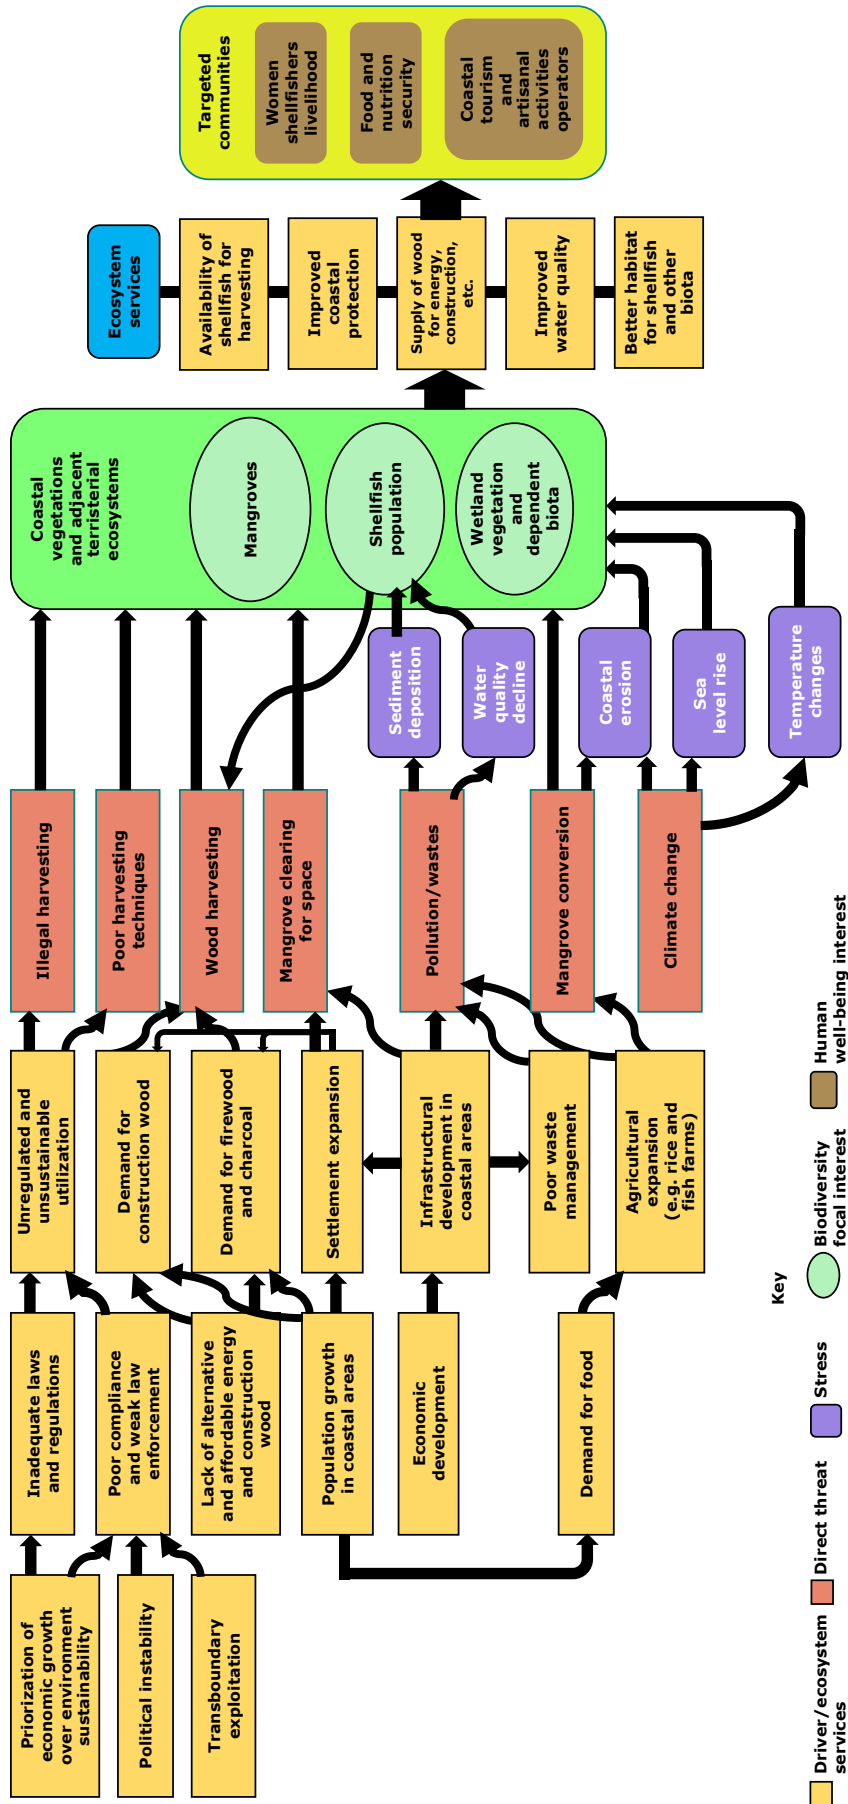 Priorization of
economic growth
over environment
sustainability
Political instability
Transboundary
exploitation
Inadequate laws
and regulations
Poor compliance
and weak law
enforcement
Lack of alternative
and affordable energy
and construction
wood
Population growth
in coastal areas
Economic
development
Demand for food
Unregulated and
unsustainable
utilization
Demand for
construction wood
Demand for firewood
and charcoal
Settlement expansion
Infrastructural
development in
coastal areas
Poor waste
management
Agricultural
expansion
(e.g. rice and
fish farms)
Illegal harvesting
Poor harvesting
techniques
Wood harvesting
Mangrove clearing
for space
Pollution/wastes
Mangrove conversion
Climate change
Sediment
deposition
Water
quality
decline
Coastal
erosion
Sea
level rise
Temperature
changes
Coastal
vegetations
and adjacent
terristerial
ecosystems
Mangroves
Shellfish
population
Wetland
vegetation
and
dependent
biota
Ecosystem
services
Availability of
shellfish for
harvesting
Improved
coastal
protection
Supply of wood
for energy,
construction,
etc.
Improved
water quality
Better habitat
for shellfish
and other
biota
Targeted
communities
Women
shellfishers
livelihood
Food and
nutrition
security
Coastal
tourism
and
artisanal
activities
operators
Key
Driver/ecosystem
services
Direct threat
Stress
Biodiversity
focal interest
Human
well-being interest